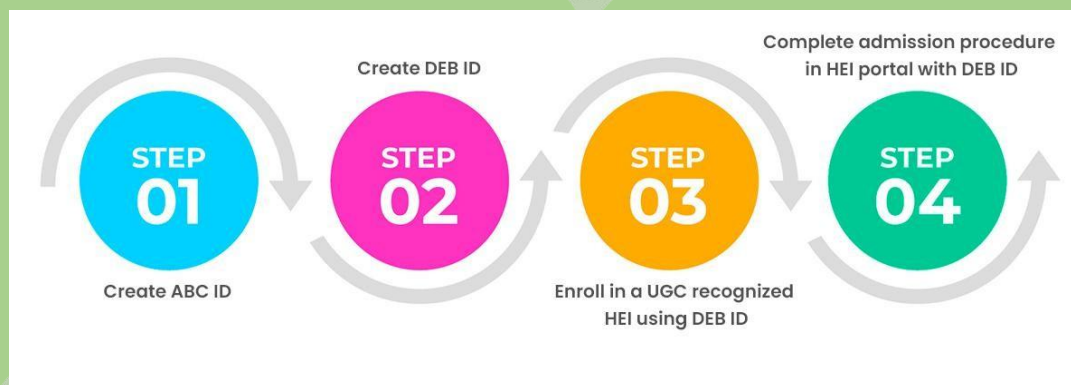 STEP
01
Create ABC ID
Create DEB ID
STEP
02
STEP
03
Enroll in a UGC recognized
HEI using DEB ID
Complete admission procedure
in HEI portal with DEB ID
STEP
04